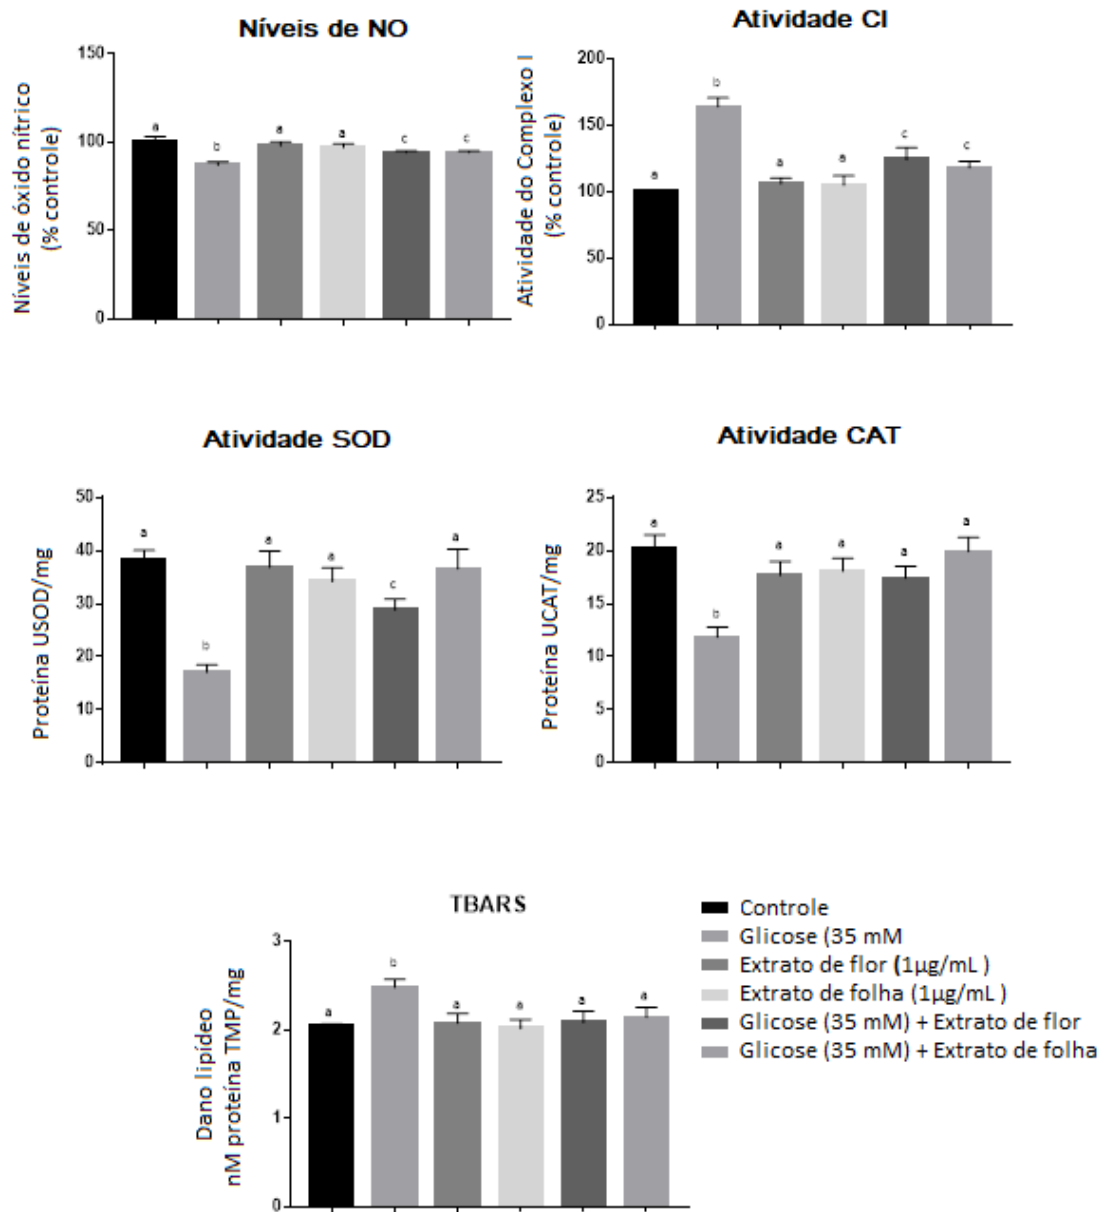 Níveis de NO
Níveis de óxido nítrico
(% controle)
150
100
50
0
a
b
a
a
c
c
Atividade CI
Atividade do Complexo I
(% controle)
200
150
100
50
0
a
b
a
a
c
c
Atividade SOD
Proteína USOD/mg
50
40
30
20
10
0
a
b
a
a
c
a
Atividade CAT
Proteína UCAT/mg
25
20
15
10
5
0
a
b
a
a
a
a
TBARS
Dano lipídeo
nM proteína TMP/mg
3
2
1
0
a
b
a
a
a
a
Controle
Glicose (35 mM
Extrato de flor (1µg/mL )
Extrato de folha (1µg/mL )
Glicose (35 mM) + Extrato de flor
Glicose (35 mM) + Extrato de folha